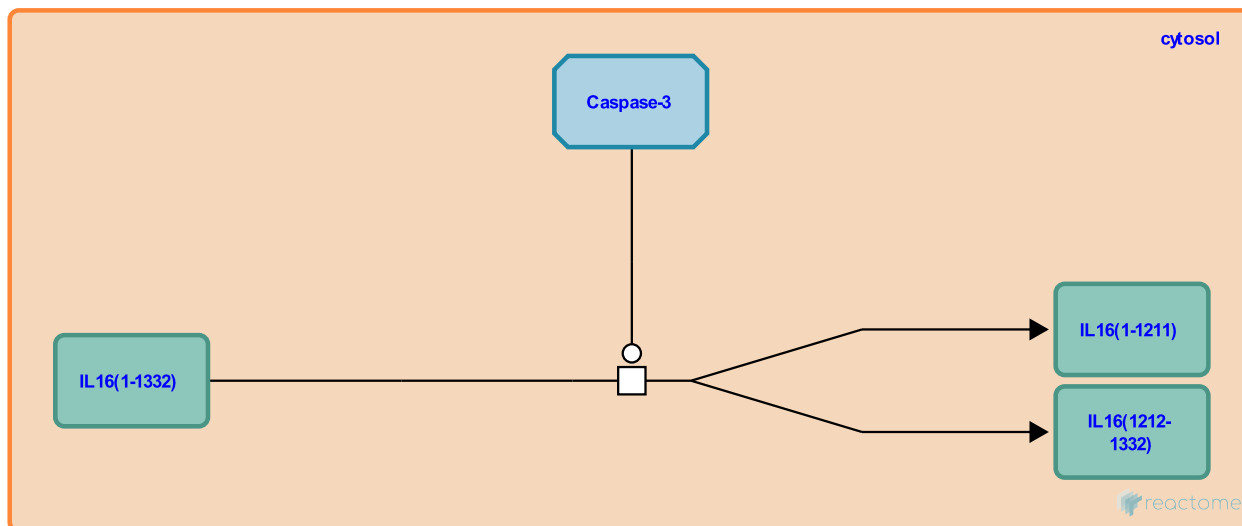 cytosol
Caspase-3
IL16(1-1332)
IL16(1-1211)
IL16(1212-
1332)
reactome